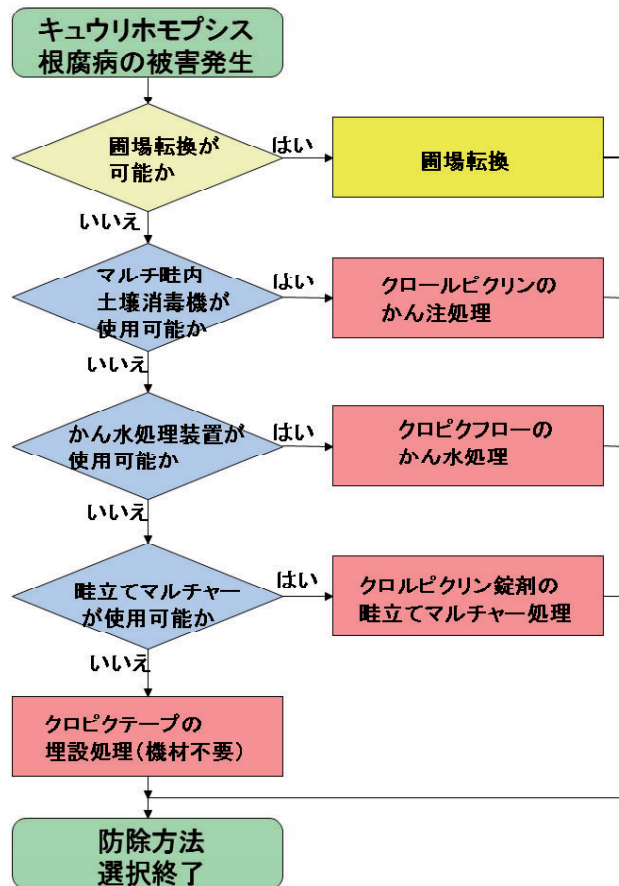 キュウリホモプシス
根腐病の被害発生
圃場転換が
可能か
はい
圃場転換
いいえ
マルチ畦内
土壌消毒機が
使用可能か
はい
クロールピクリンの
かん注処理
いいえ
かん水処理装置が
使用可能か
はい
クロピクフローの
かん水処理
いいえ
畦立てマルチャー
が使用可能か
はい
クロルピクリン錠剤の
畦立てマルチャー処理
いいえ
クロピクテープの
埋設処理(機材不要)
防除方法
選択終了